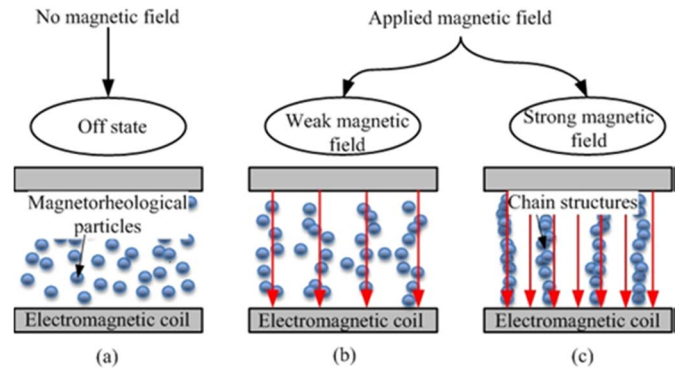 No magnetic field
Applied magnetic field
Off state
Weak magnetic
field
Strong magnetic
field
Magnetorheological
particles
Chain structures
Electromagnetic coil
Electromagnetic coil
Electromagnetic coil
(a)
(b)
(c)